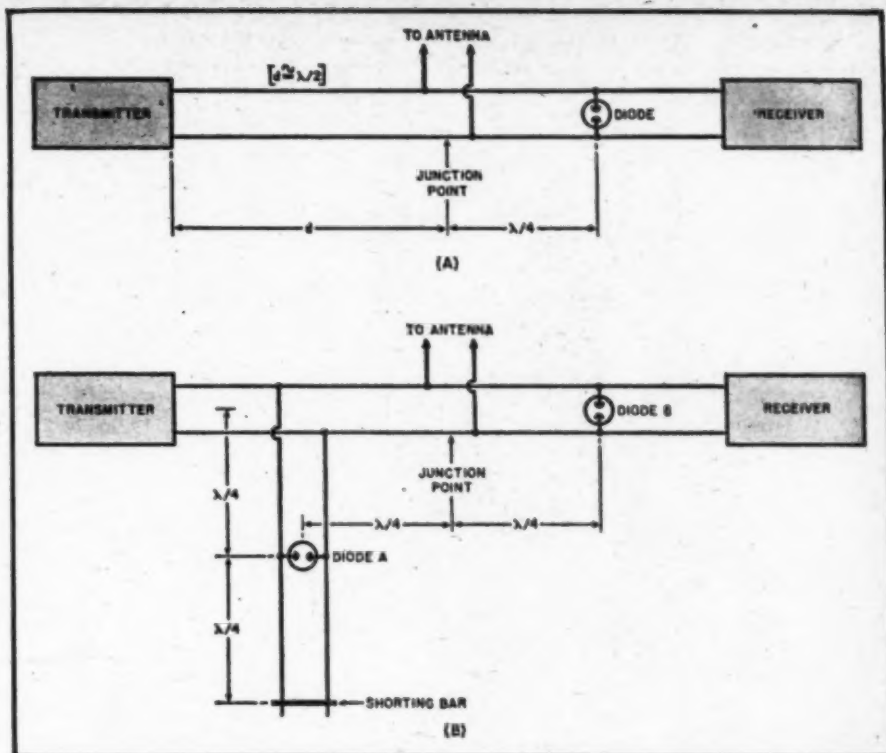 TO ANTENNA
[d≅λ/2]
TRANSMITTER
DIODE
RECEIVER
JUNCTION
POINT
d
λ/4
(A)
TO ANTENNA
TRANSMITTER
DIODE B
RECEIVER
JUNCTION
POINT
λ/4
λ/4
λ/4
DIODE A
λ/4
SHORTING BAR
(B)